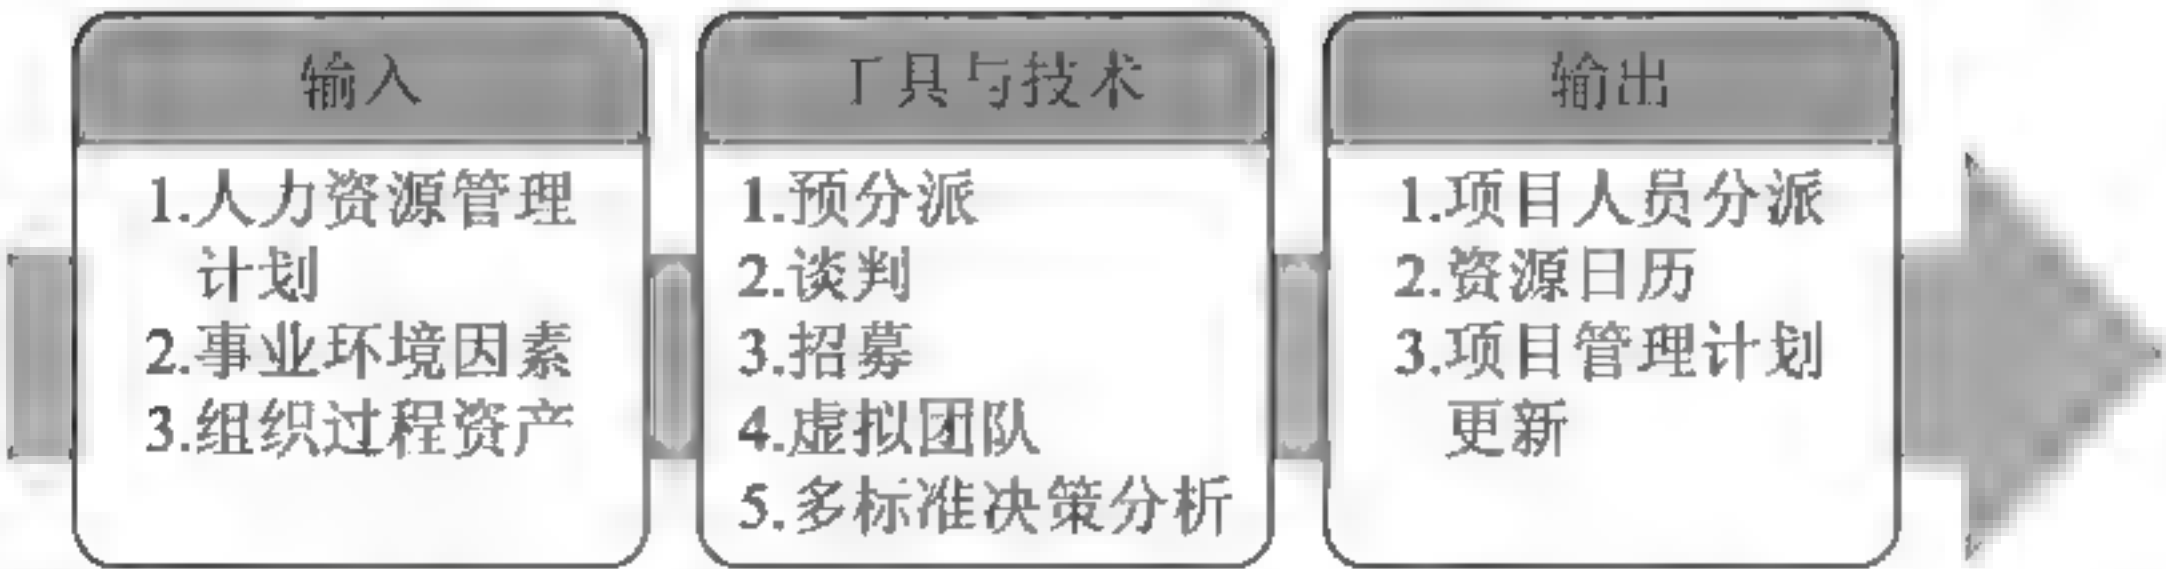 输入
1.人力资源管理
计划
2.事业环境因素
3.组织过程资产
工具与技术
1.预分派
2.谈判
3.招募
4.虚拟团队
5.多标准决策分析
输出
1.项目人员分派
2.资源日历
3.项目管理计划
更新